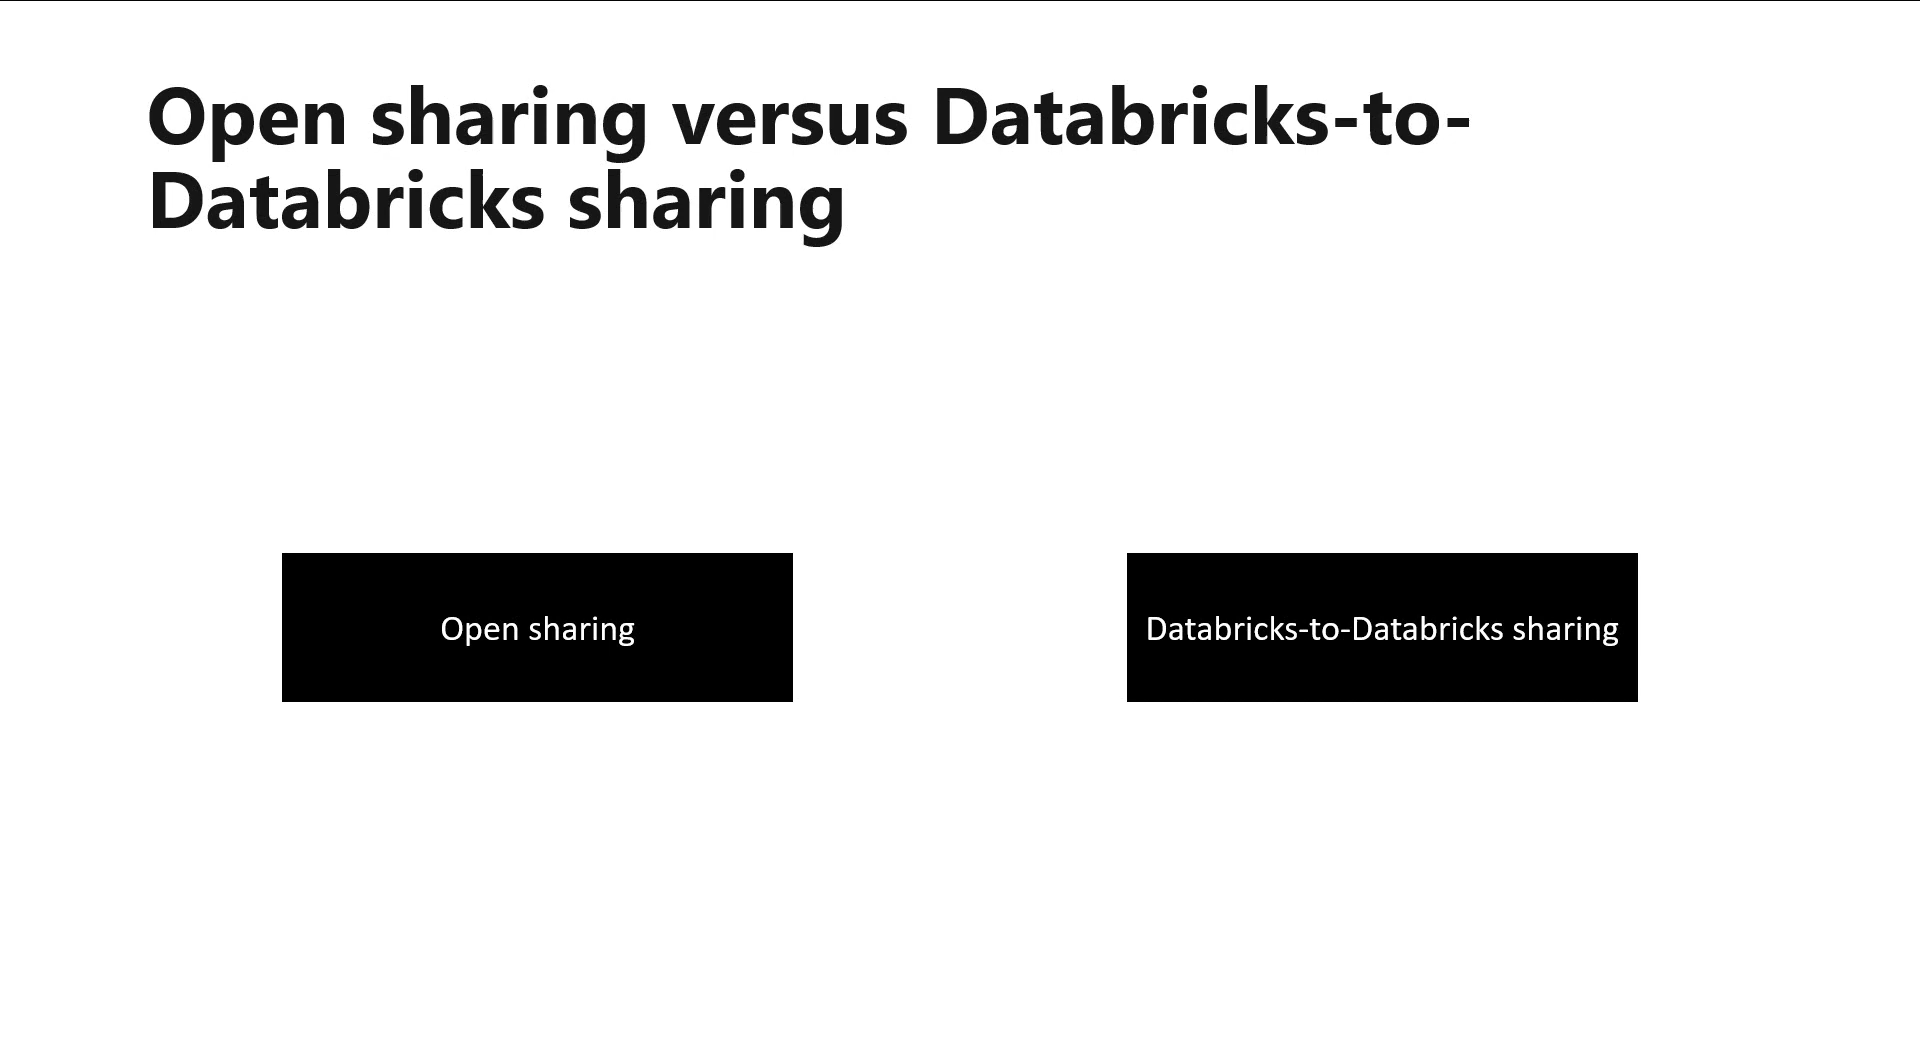 Open sharing versus Databricks-to-
Databricks sharing
Open sharing
Databricks-to-Databricks sharing